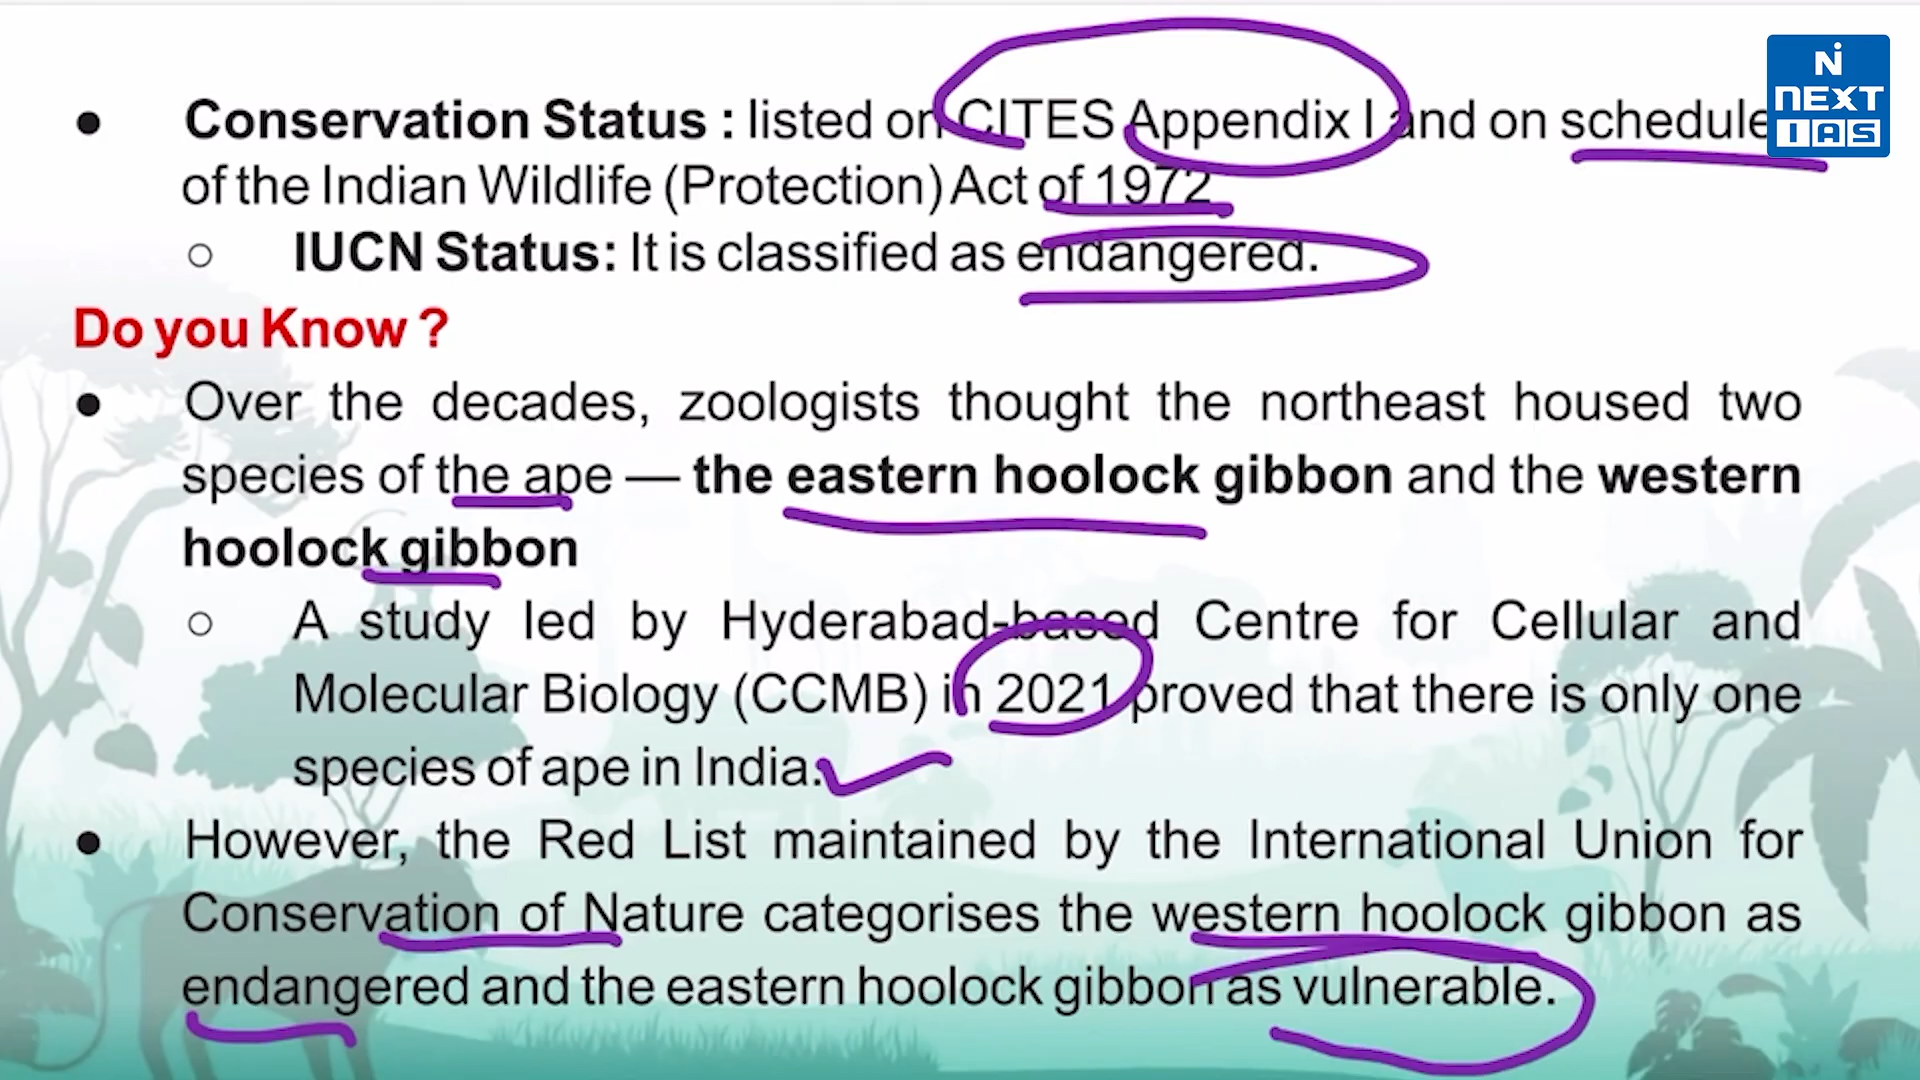 Conservation Status : listed on CITES Appendix I and on schedule
of the Indian Wildlife (Protection) Act of 1972
IUCN Status: It is classified as endangered.
Do you Know ?
Over the decades, zoologists thought the northeast housed two
species of the ape — the eastern hoolock gibbon and the western
hoolock gibbon
A study led by Hyderabad-based Centre for Cellular and
Molecular Biology (CCMB) in 2021 proved that there is only one
species of ape in India.
However, the Red List maintained by the International Union for
Conservation of Nature categorises the western hoolock gibbon as
endangered and the eastern hoolock gibbon as vulnerable.
N
NEXT
IAS